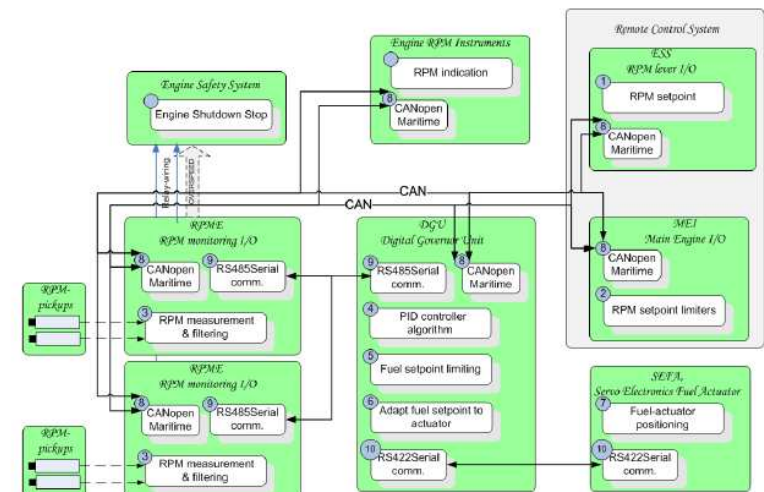 Remote Control System
ESS
RPM lever I/O
1
RPM setpoint
8
CANopen
Maritime
Engine RPM Instruments
RPM indication
8
CANopen
Maritime
Engine Safety System
Engine Shutdown Stop
Relay-wiring
OVERSPEED
CAN
CAN
RPME
RPM monitoring I/O
8
CANopen
Maritime
9
RS485Serial
comm.
3
RPM measurement
& filtering
RPM-
pickups
DGU
Digital Governor Unit
9
RS485Serial
comm.
8
CANopen
Maritime
4
PID controller
algorithm
5
Fuel setpoint limiting
6
Adapt fuel setpoint to
actuator
10
RS422Serial
comm.
MEI
Main Engine I/O
8
CANopen
Maritime
2
RPM setpoint limiters
RPME
RPM monitoring I/O
8
CANopen
Maritime
9
RS485Serial
comm.
3
RPM measurement
& filtering
RPM-
pickups
SEFA,
Servo Electronics Fuel Actuator
7
Fuel-actuator
positioning
10
RS422Serial
comm.